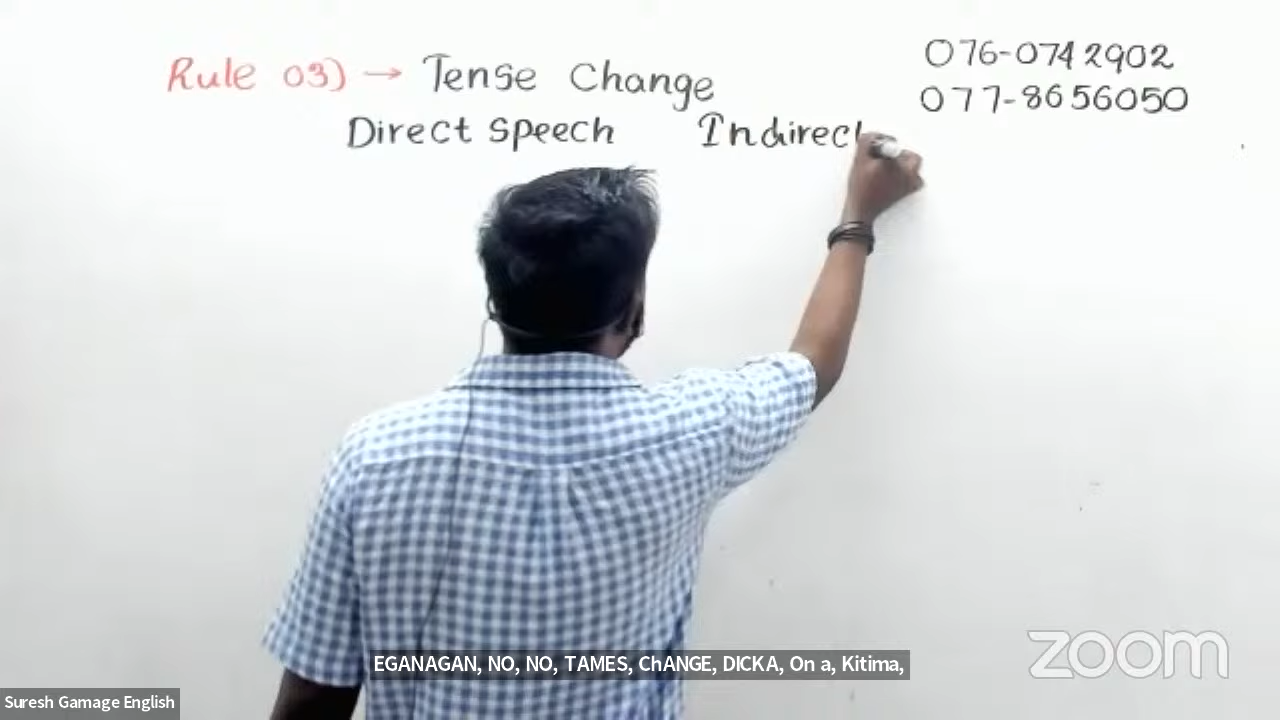 Rule 03) → Tense Change
076-0742902
077-8656050
Direct Speech Indirect
zoom
EGANAGAN, NO, NO, TAMES, ChANGE, DICKA, On a, Kitima,
Suresh Gamage English